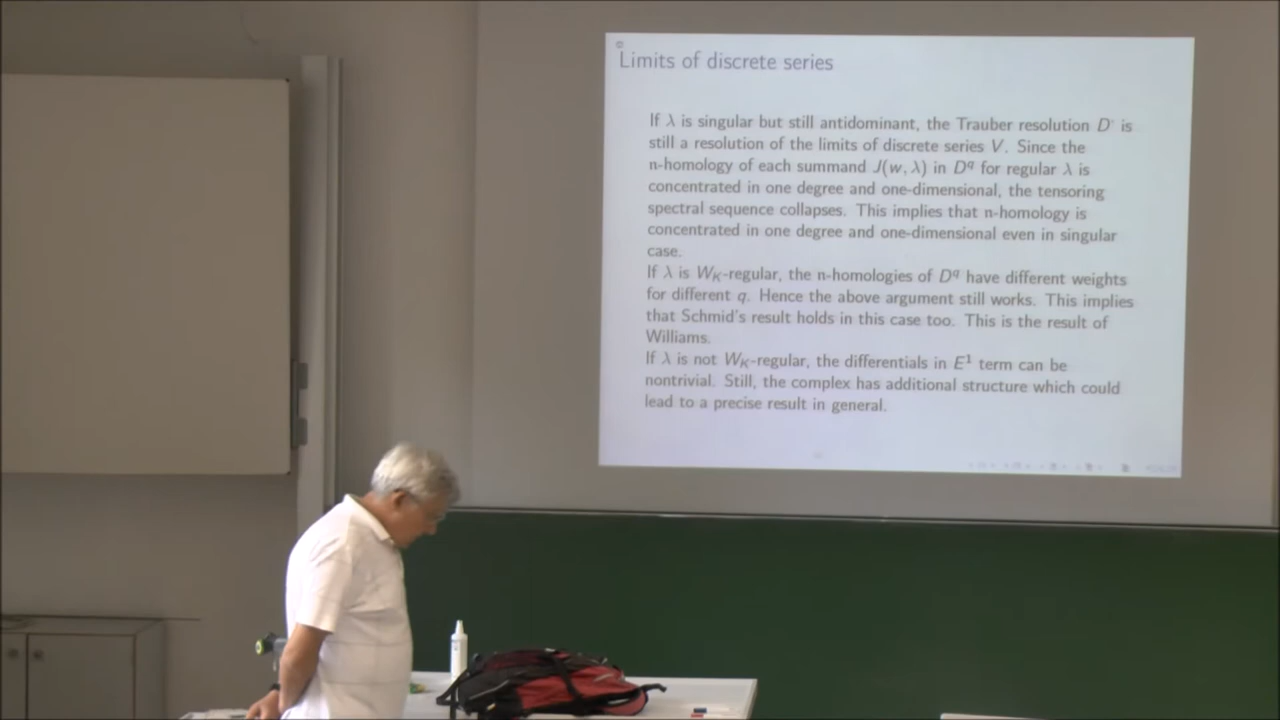 Limits of discrete series
If λ is singular but still antidominant, the Trauber resolution D˙ is
still a resolution of the limits of discrete series V. Since the
n-homology of each summand J(w, λ) in D^q for regular λ is
concentrated in one degree and one-dimensional, the tensoring
spectral sequence collapses. This implies that n-homology is
concentrated in one degree and one-dimensional even in singular
case.
If λ is W_K-regular, the n-homologies of D^q have different weights
for different q. Hence the above argument still works. This implies
that Schmid's result holds in this case too. This is the result of
Williams.
If λ is not W_K-regular, the differentials in E^1 term can be
nontrivial. Still, the complex has additional structure which could
lead to a precise result in general.